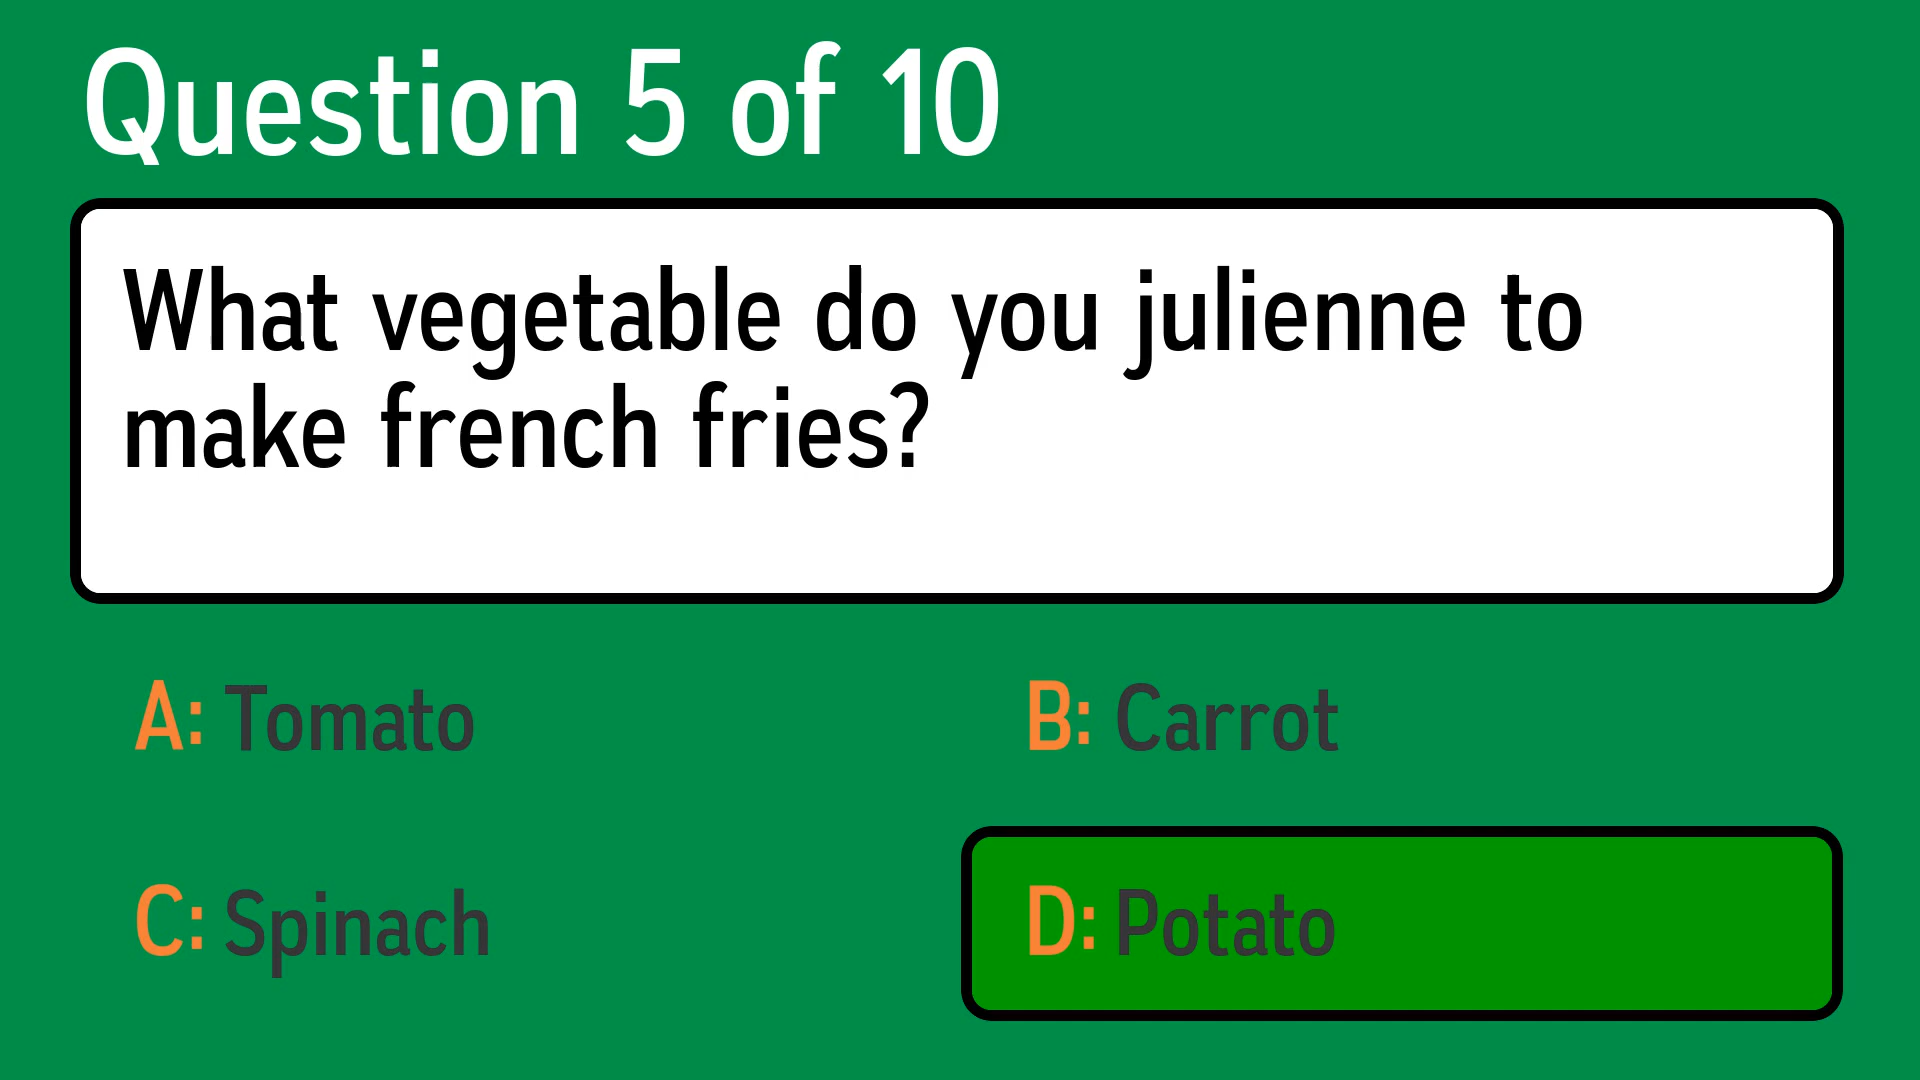 Question 5 of 10
What vegetable do you julienne to
make french fries?
A: Tomato
B: Carrot
C: Spinach
D: Potato